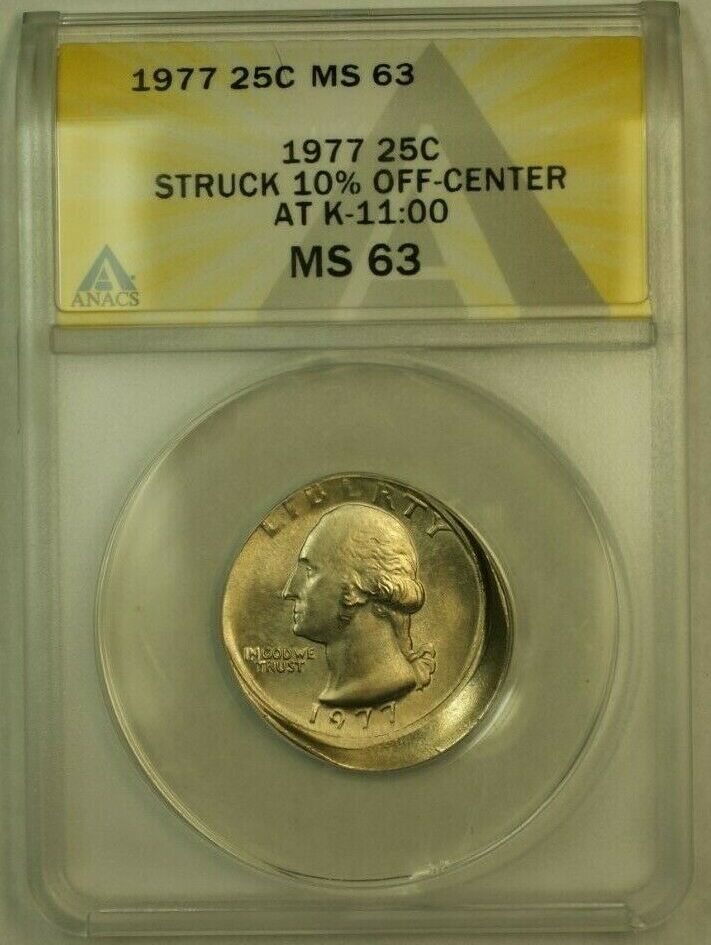 1977 25C MS 63
1977 25C
STRUCK 10% OFF-CENTER
AT K-11:00
MS 63
ANACS
LIBERTY
IN GOD WE
TRUST
1977